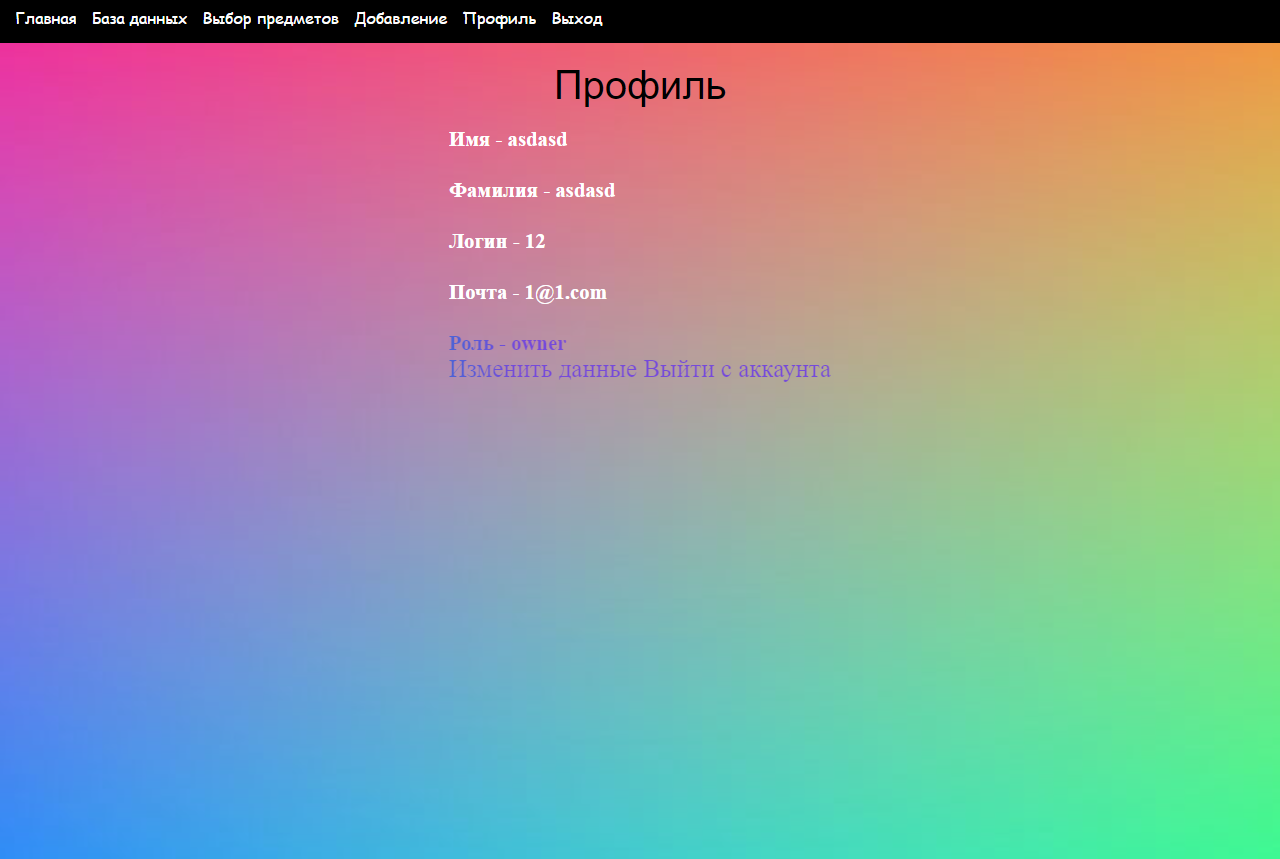 Главная База данных Выбор предметов Добавление Профиль Выход
Профиль
Имя - asdasd
Фамилия - asdasd
Логин - 12
Почта - 1@1.com
Роль - owner
Изменить данные Выйти с аккаунта